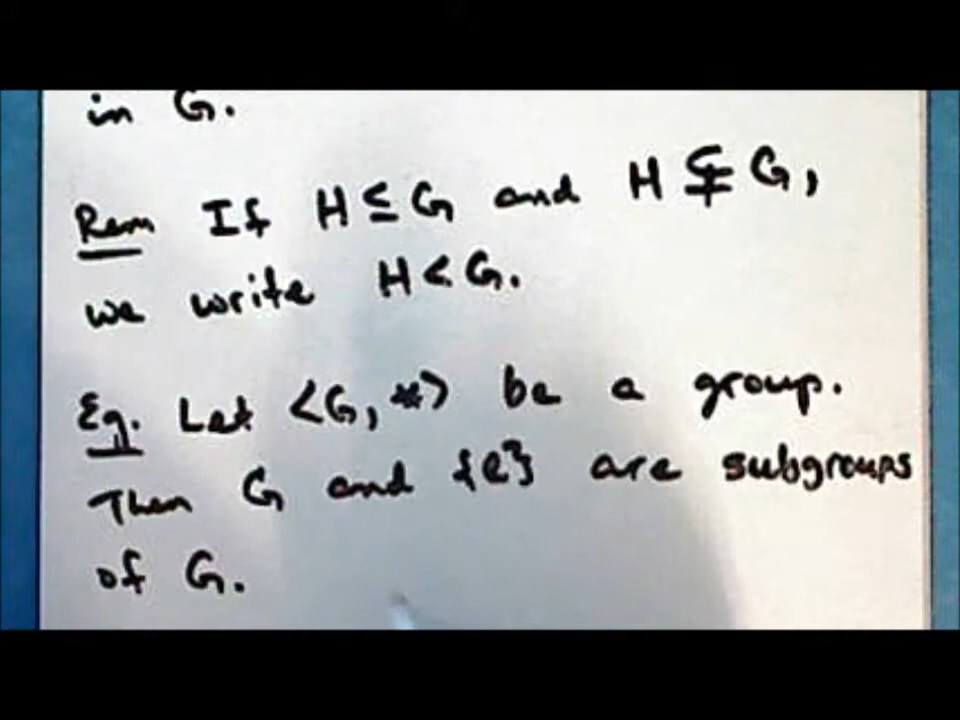 in G.
Rem If H ≤ G and H ⊊ G,
we write H < G.
Eg. Let <G, *> be a group.
Then G and {e} are subgroups
of G.